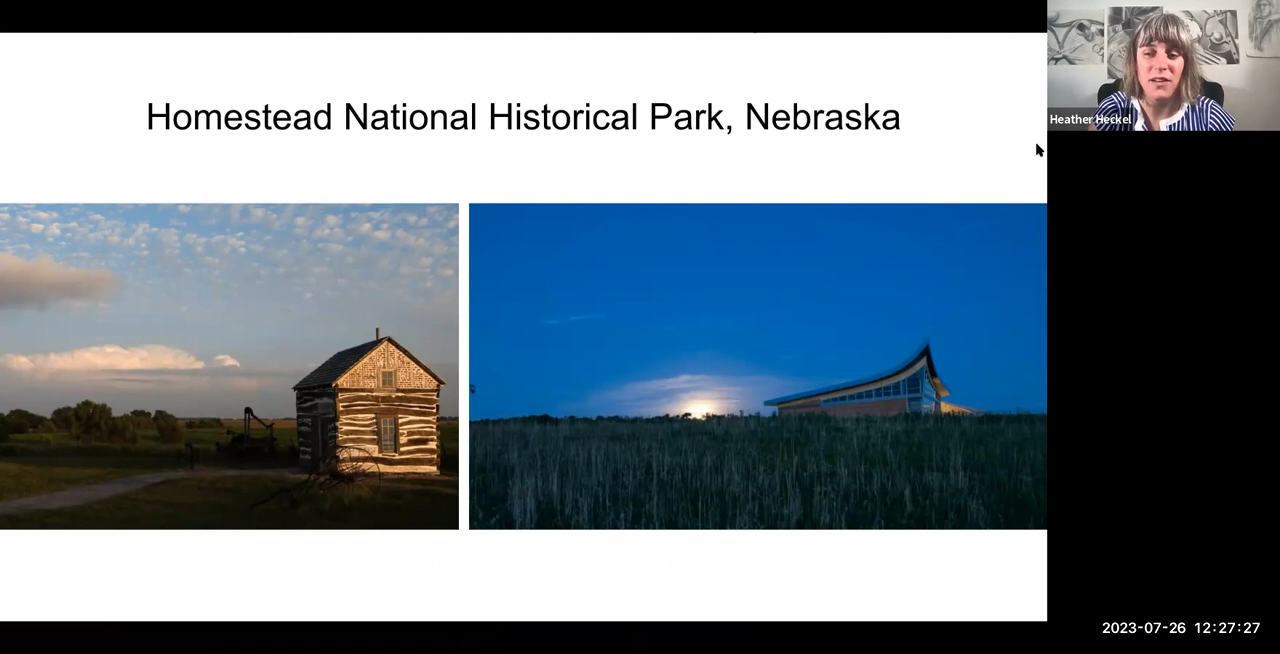 Homestead National Historical Park, Nebraska
Heather Heckel
2023-07-26 12:27:27